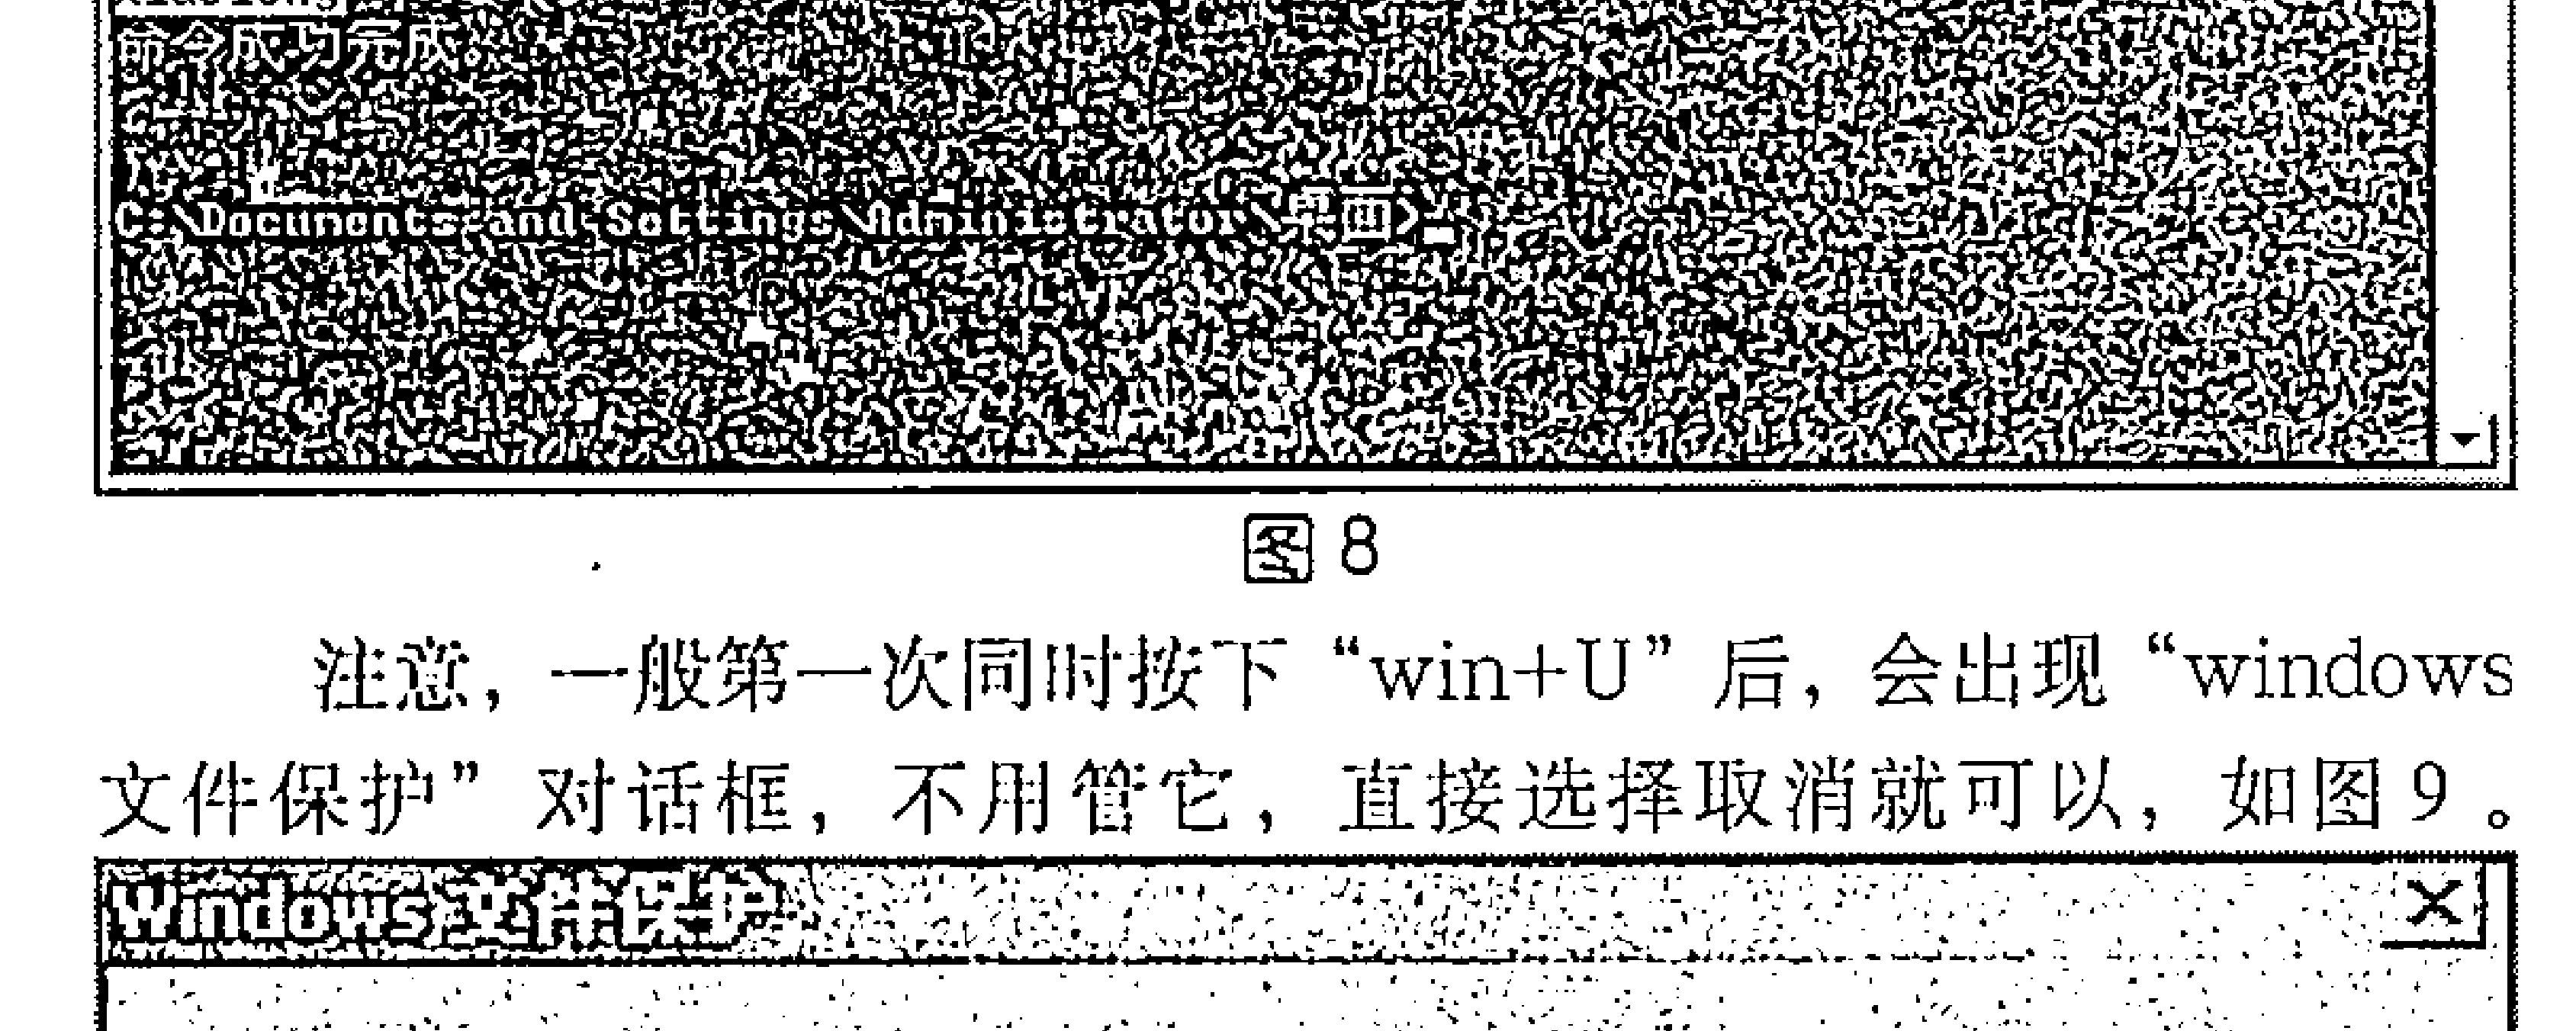 命令成功完成。
C:\Documents and Settings\Administrator\桌面>
图 8
注意，一般第一次同时按下“win+U”后，会出现“windows
文件保护”对话框，不用管它，直接选择取消就可以，如图9。
Windows文件保护